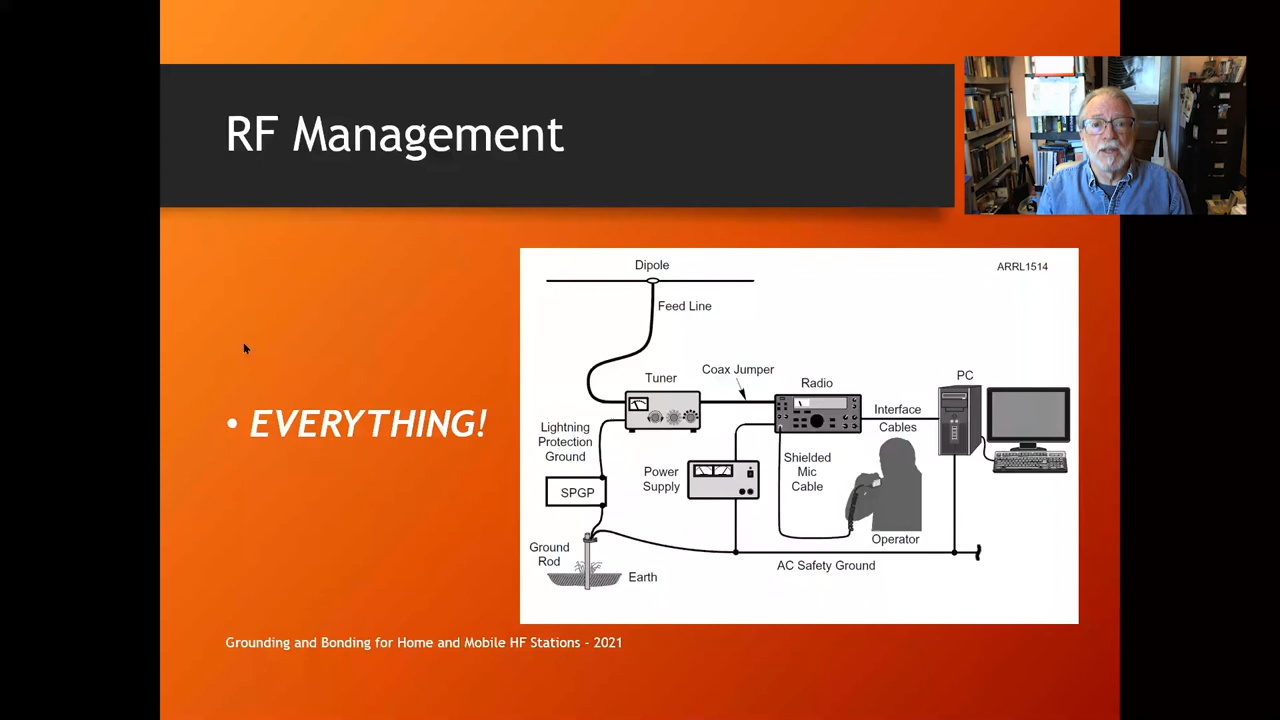 RF Management
• EVERYTHING!
ARRL1514
Dipole
Feed Line
Tuner
Coax Jumper
Radio
PC
Interface
Cables
Lightning
Protection
Ground
SPGP
Power
Supply
Shielded
Mic
Cable
Operator
Ground
Rod
Earth
AC Safety Ground
Grounding and Bonding for Home and Mobile HF Stations - 2021